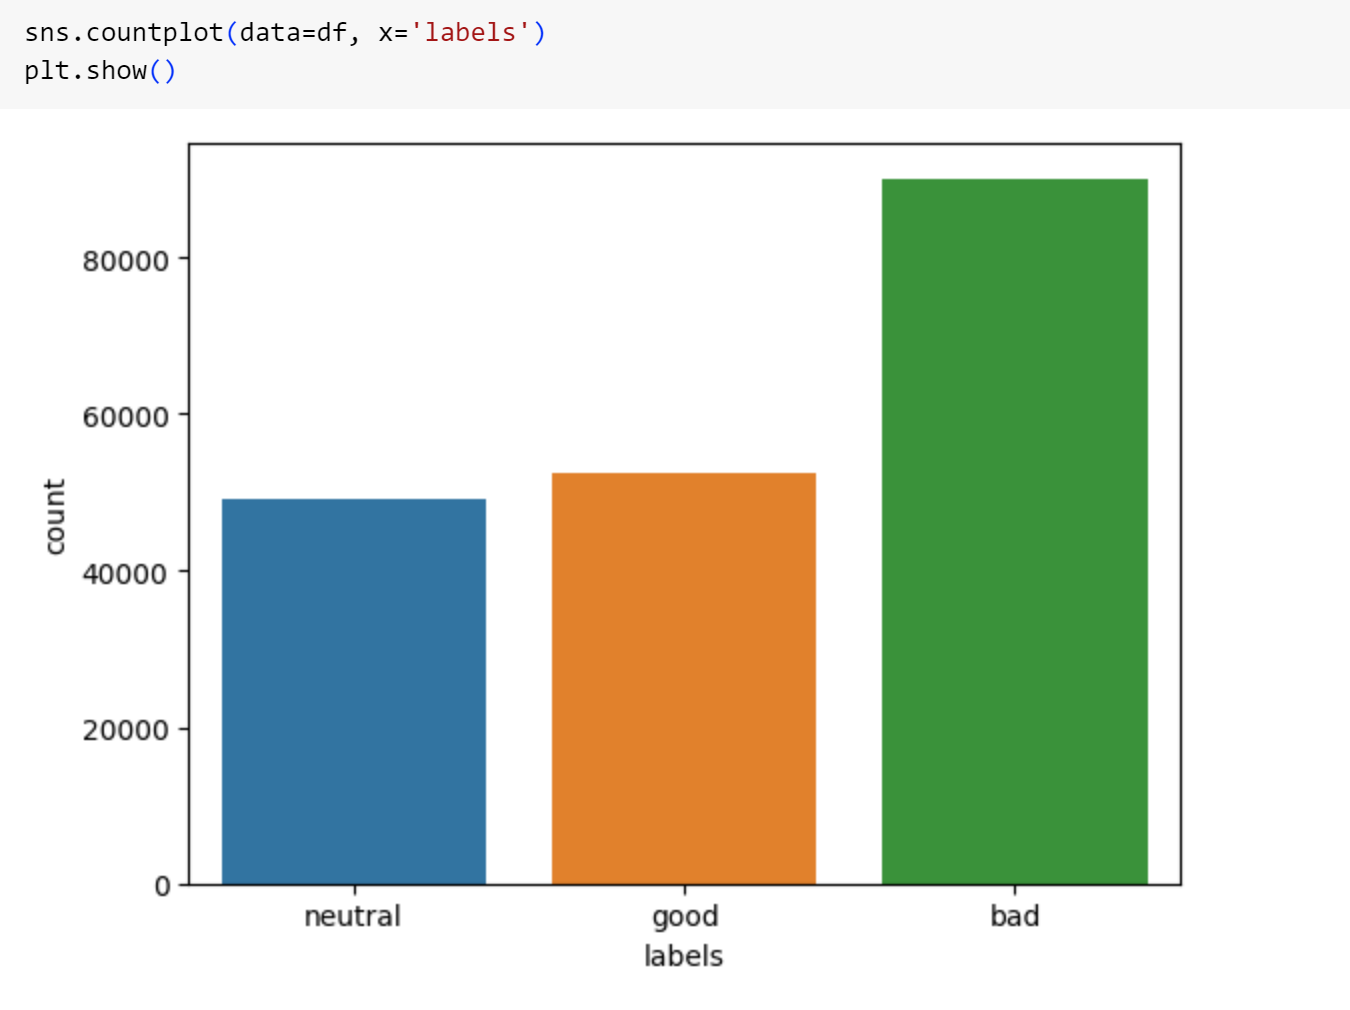 sns.countplot(data=df, x='labels')
plt.show()
80000
60000
40000
20000
0
count
neutral good bad
labels